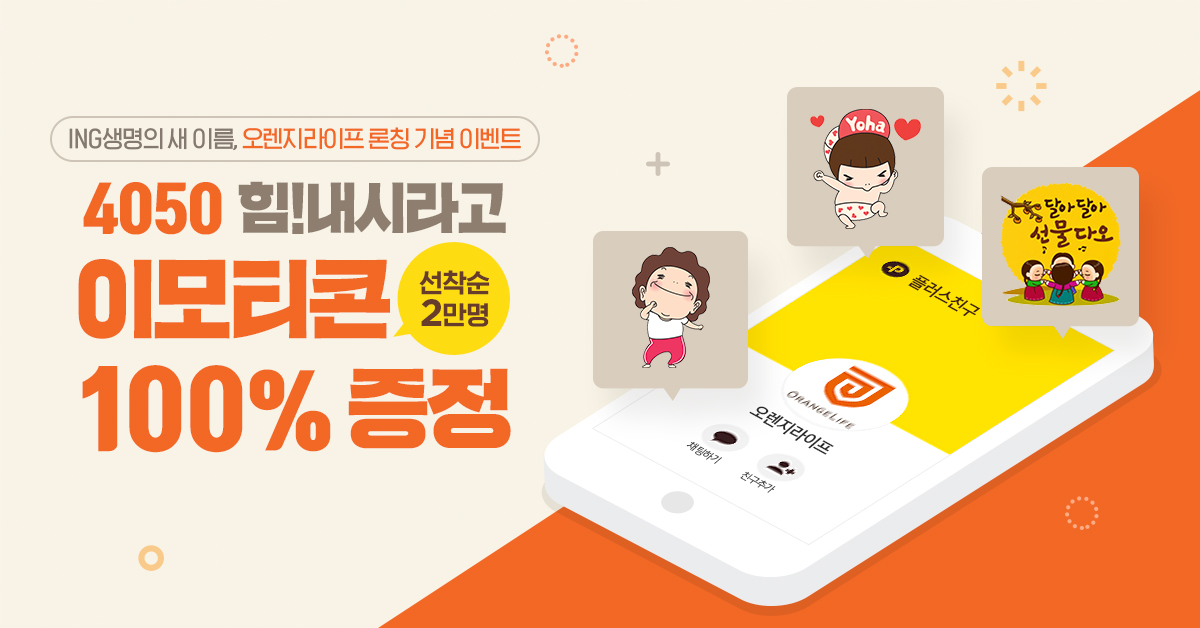 ING생명의 새 이름, 오렌지라이프 론칭 기념 이벤트
4050 힘!내시라고
이모티콘
선착순
2만명
100% 증정
Yoha
달아 달아
선물 다오
P 플러스친구
ORANGELIFE
오렌지라이프
채팅하기
친구추가